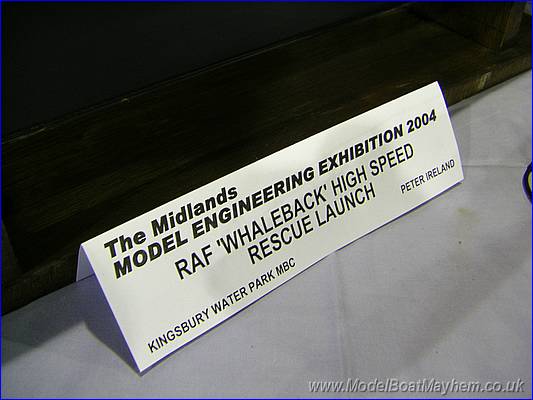 The Midlands
MODEL ENGINEERING EXHIBITION 2004
RAF 'WHALEBACK' HIGH SPEED
RESCUE LAUNCH
KINGSBURY WATER PARK MBC
PETER IRELAND
www.ModelBoatMayhem.co.uk